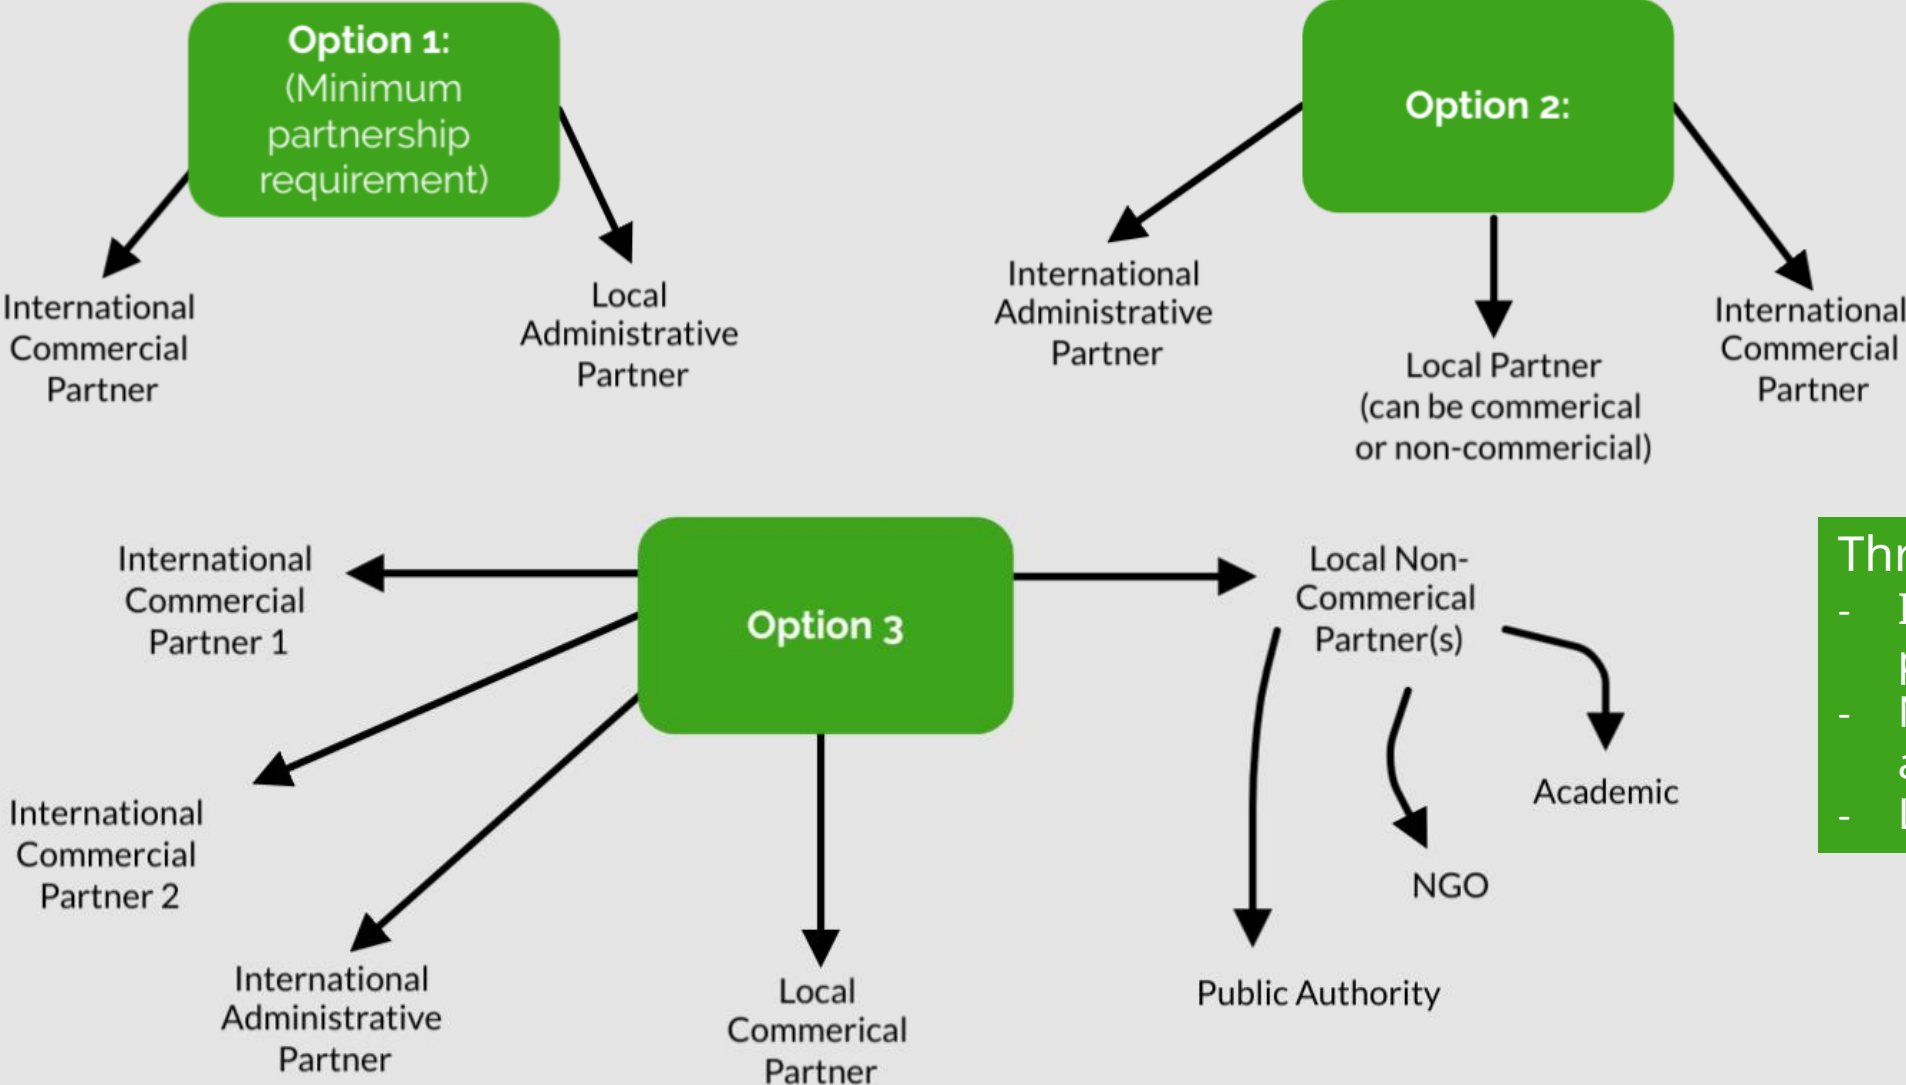 Option 1:
(Minimum
partnership
requirement)
International
Commercial
Partner
Local
Administrative
Partner
Option 2:
International
Administrative
Partner
Local Partner
(can be commerical
or non-commericial)
International
Commercial
Partner
Option 3
International
Commercial
Partner 1
International
Commercial
Partner 2
International
Administrative
Partner
Local
Commerical
Partner
Local Non-
Commerical
Partner(s)
Academic
NGO
Public Authority
-
-
-